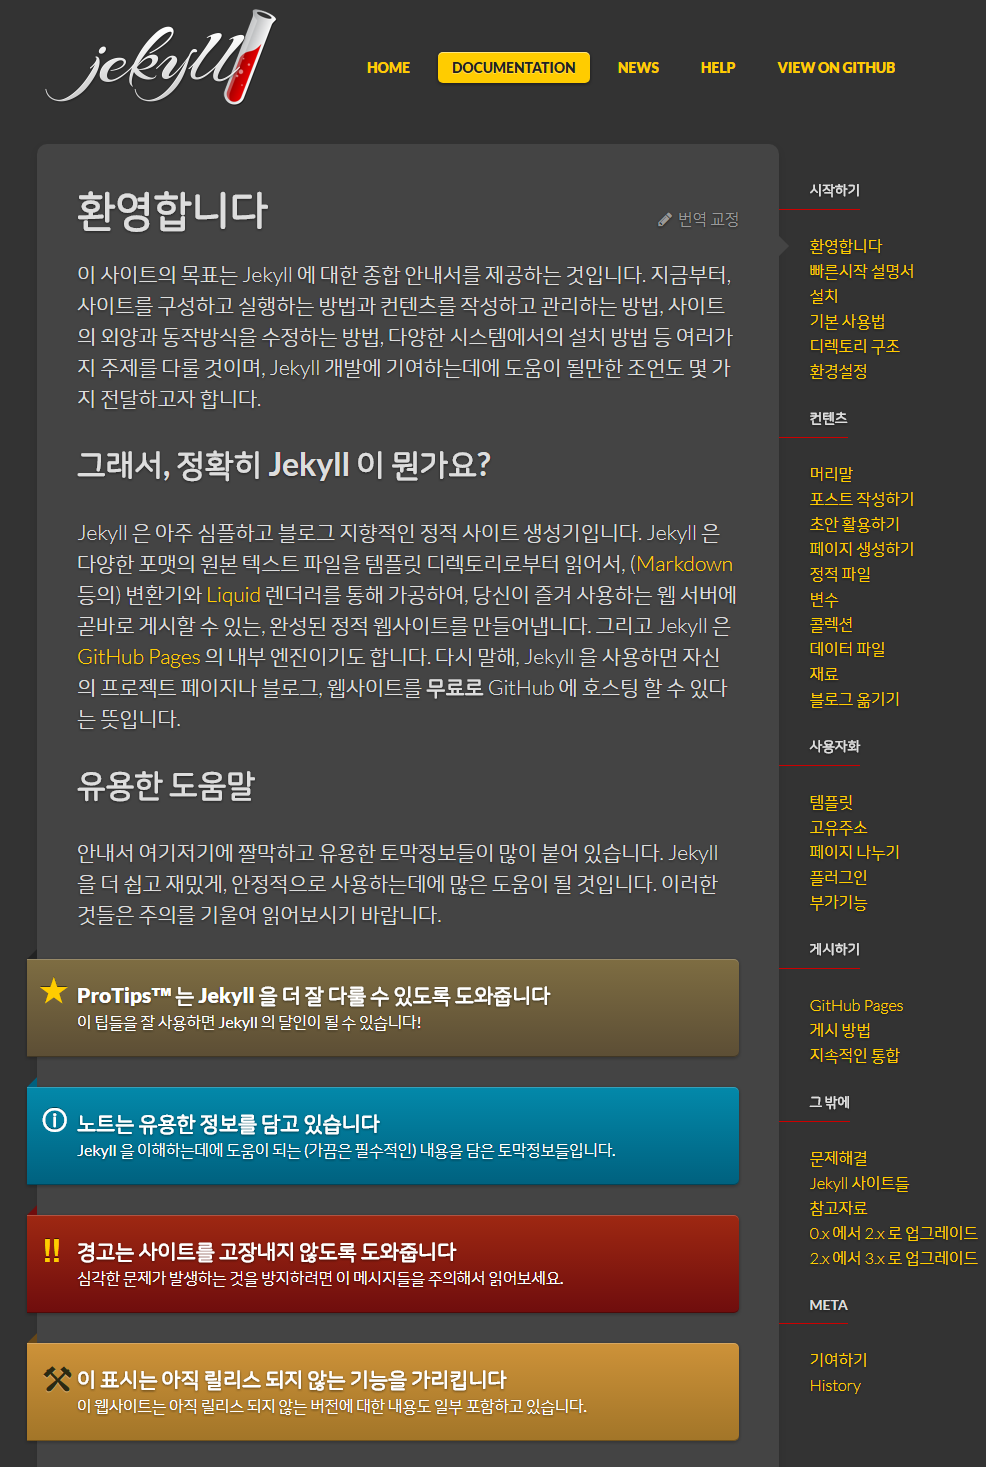 jekyll
HOME
DOCUMENTATION
NEWS
HELP
VIEW ON GITHUB
환영합니다
번역 교정
이 사이트의 목표는 Jekyll 에 대한 종합 안내서를 제공하는 것입니다. 지금부터,
사이트를 구성하고 실행하는 방법과 컨텐츠를 작성하고 관리하는 방법, 사이트
의 외양과 동작방식을 수정하는 방법, 다양한 시스템에서의 설치 방법 등 여러가
지 주제를 다룰 것이며, Jekyll 개발에 기여하는데에 도움이 될만한 조언도 몇 가
지 전달하고자 합니다.
그래서, 정확히 Jekyll 이 뭔가요?
Jekyll 은 아주 심플하고 블로그 지향적인 정적 사이트 생성기입니다. Jekyll 은
다양한 포맷의 원본 텍스트 파일을 템플릿 디렉토리로부터 읽어서, (Markdown
등의) 변환기와 Liquid 렌더러를 통해 가공하여, 당신이 즐겨 사용하는 웹 서버에
곧바로 게시할 수 있는, 완성된 정적 웹사이트를 만들어냅니다. 그리고 Jekyll 은
GitHub Pages 의 내부 엔진이기도 합니다. 다시 말해, Jekyll 을 사용하면 자신
의 프로젝트 페이지나 블로그, 웹사이트를 무료로 GitHub 에 호스팅 할 수 있다
는 뜻입니다.
유용한 도움말
안내서 여기저기에 짤막하고 유용한 토막정보들이 많이 붙어 있습니다. Jekyll
을 더 쉽고 재밌게, 안정적으로 사용하는데에 많은 도움이 될 것입니다. 이러한
것들은 주의를 기울여 읽어보시기 바랍니다.
ProTips™ 는 Jekyll 을 더 잘 다룰 수 있도록 도와줍니다
이 팁들을 잘 사용하면 Jekyll 의 달인이 될 수 있습니다!
노트는 유용한 정보를 담고 있습니다
Jekyll 을 이해하는데에 도움이 되는 (가끔은 필수적인) 내용을 담은 토막정보들입니다.
경고는 사이트를 고장내지 않도록 도와줍니다
심각한 문제가 발생하는 것을 방지하려면 이 메시지들을 주의해서 읽어보세요.
이 표시는 아직 릴리스 되지 않는 기능을 가리킵니다
이 웹사이트는 아직 릴리스 되지 않는 버전에 대한 내용도 일부 포함하고 있습니다.
시작하기
환영합니다
빠른시작 설명서
설치
기본 사용법
디렉토리 구조
환경설정
컨텐츠
머리말
포스트 작성하기
초안 활용하기
페이지 생성하기
정적 파일
변수
콜렉션
데이터 파일
재료
블로그 옮기기
사용자화
템플릿
고유주소
페이지 나누기
플러그인
부가기능
게시하기
GitHub Pages
게시 방법
지속적인 통합
그 밖에
문제해결
Jekyll 사이트들
참고자료
0.x 에서 2.x 로 업그레이드
2.x 에서 3.x 로 업그레이드
META
기여하기
History